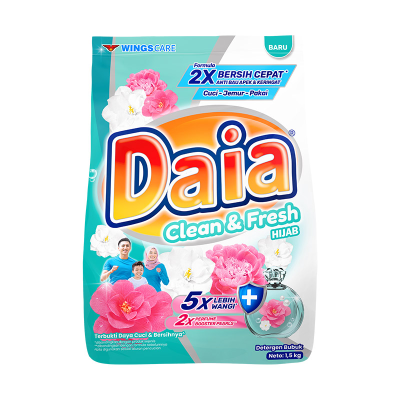 WINGSCARE
BARU
Formula
2X BERSIH CEPAT*
ANTI BAU APEK & KERINGAT
Cuci - Jemur - Pakai
Daia®
Clean & Fresh
HIJAB
5X LEBIH WANGI
2X PERFUME BOOSTER PEARLS*
Terbukti Daya Cuci & Bersihnya*
Detergen Bubuk
Neto: 1,5 kg